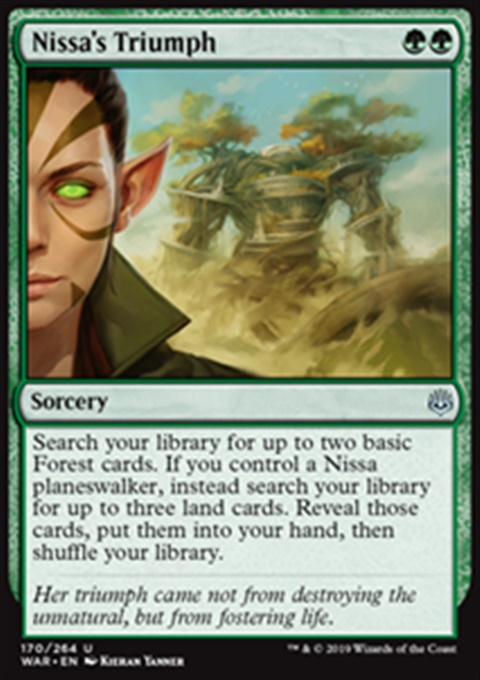 Nissa's Triumph
Sorcery
Search your library for up to two basic
Forest cards. If you control a Nissa
planeswalker, instead search your library
for up to three land cards. Reveal those
cards, put them into your hand, then
shuffle your library.
Her triumph came not from destroying the
unnatural, but from fostering life.
170/264 U
WAR • EN Kieran Yanner
™ & © 2019 Wizards of the Coast